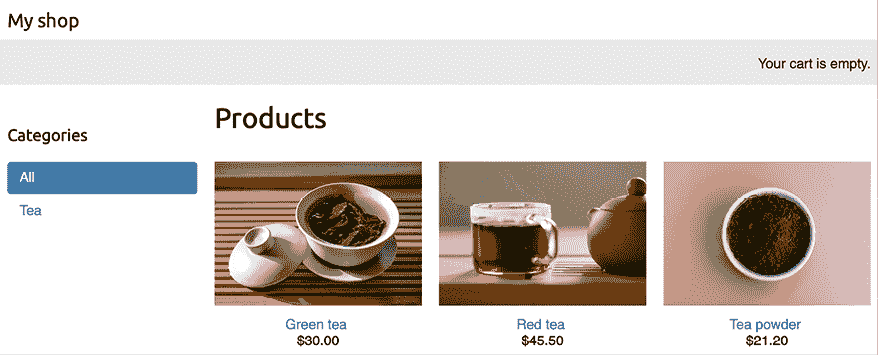 My shop
Your cart is empty.
Categories
All
Tea
Products
Green tea
$30.00
Red tea
$45.50
Tea powder
$21.20